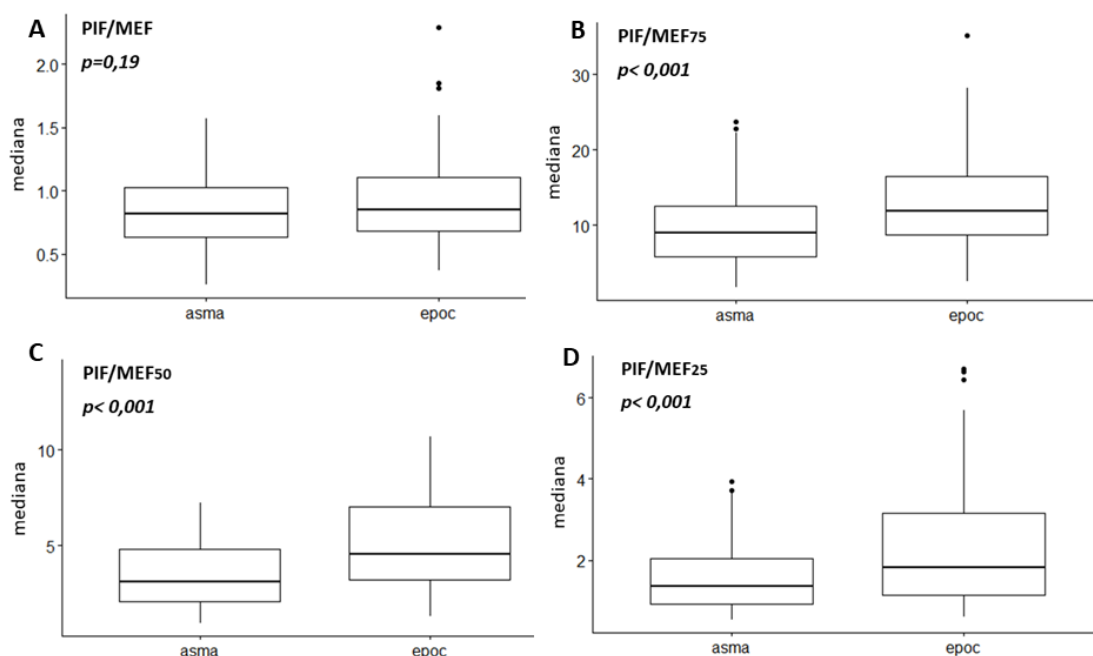 A
PIF/MEF
p=0,19
mediana
2.0
1.5
1.0
0.5
asma
epoc
B
PIF/MEF75
p< 0,001
mediana
30
20
10
asma
epoc
C
PIF/MEF50
p< 0,001
mediana
10
5
asma
epoc
D
PIF/MEF25
p< 0,001
mediana
6
4
2
asma
epoc